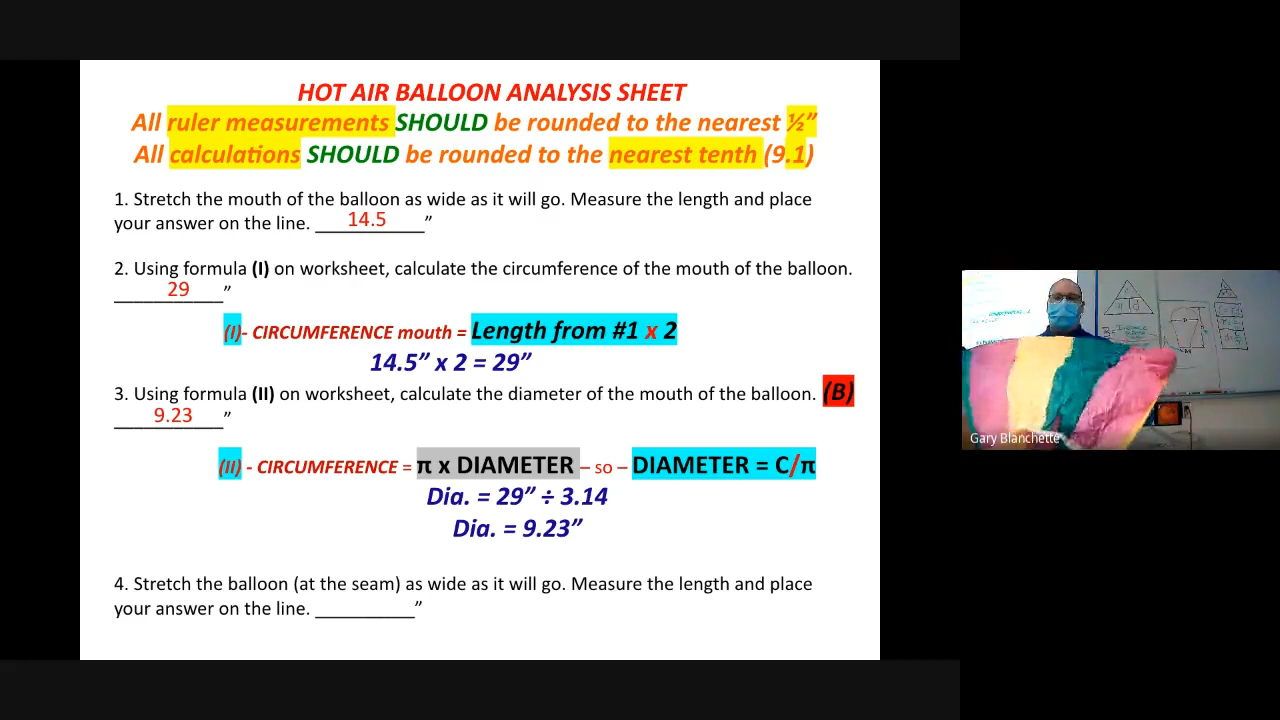 HOT AIR BALLOON ANALYSIS SHEET
All ruler measurements SHOULD be rounded to the nearest ½”
All calculations SHOULD be rounded to the nearest tenth (9.1)
1. Stretch the mouth of the balloon as wide as it will go. Measure the length and place
your answer on the line. ___________”
14.5
2. Using formula (I) on worksheet, calculate the circumference of the mouth of the balloon.
___________”
29
(I)- CIRCUMFERENCE mouth = Length from #1 x 2
14.5” x 2 = 29”
3. Using formula (II) on worksheet, calculate the diameter of the mouth of the balloon. (B)
___________”
9.23
(II) - CIRCUMFERENCE = π x DIAMETER – so – DIAMETER = C/π
Dia. = 29” ÷ 3.14
Dia. = 9.23”
4. Stretch the balloon (at the seam) as wide as it will go. Measure the length and place
your answer on the line. __________”
Gary Blanchette